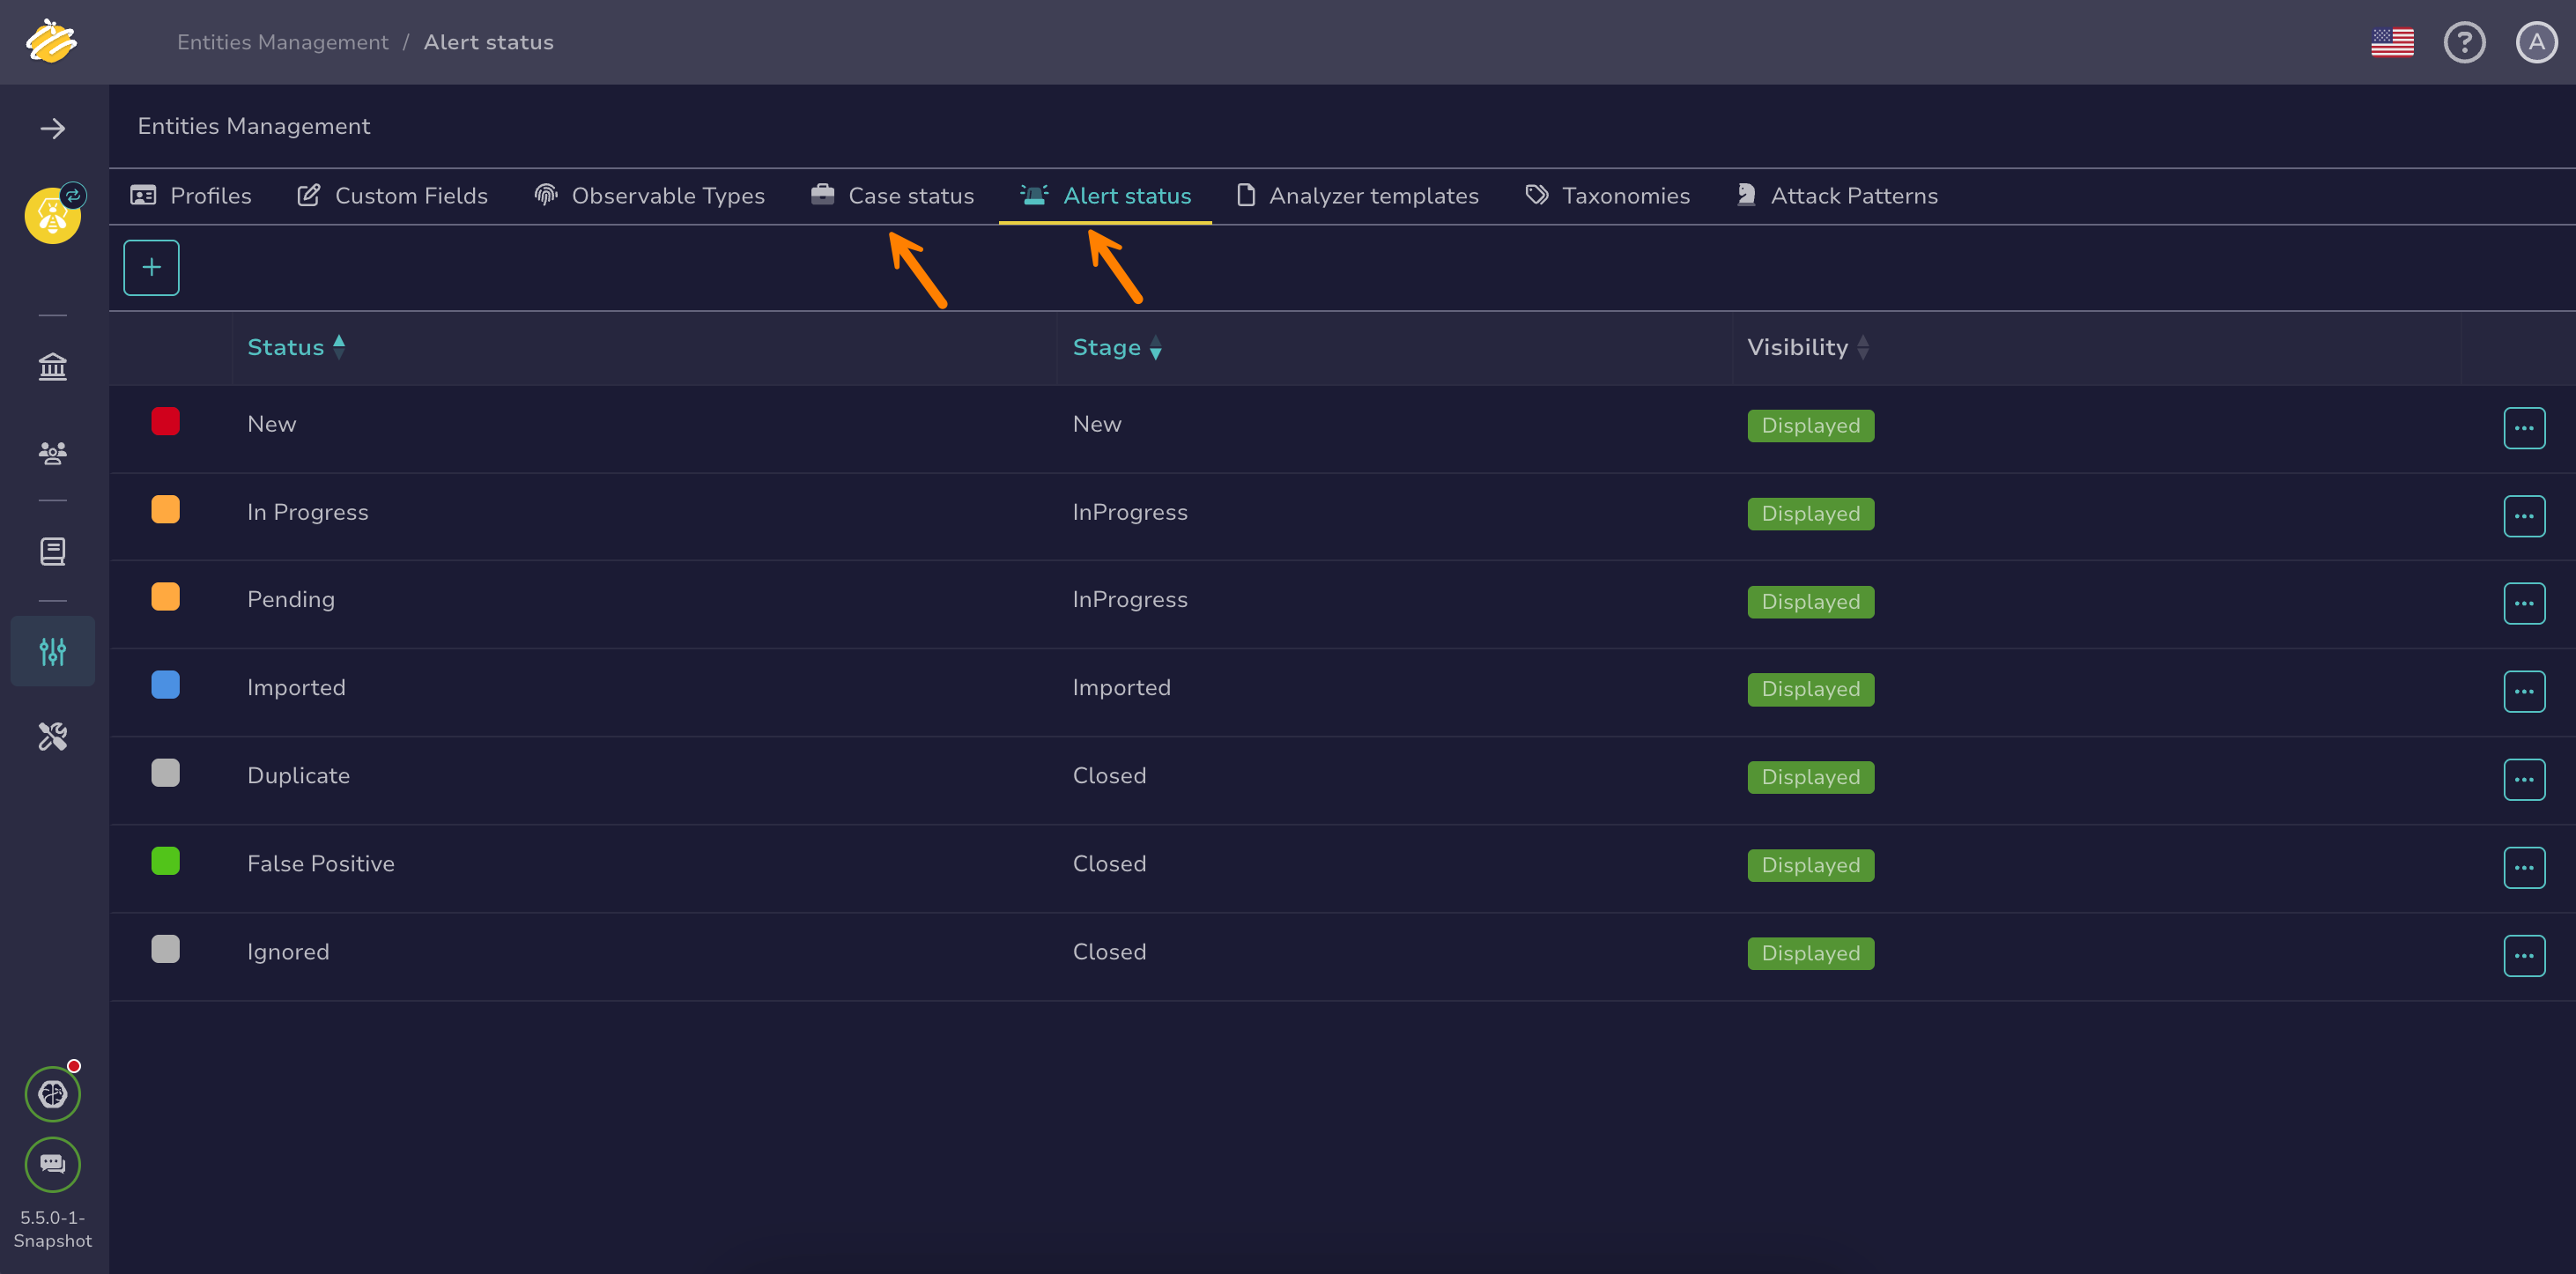 Entities Management / Alert status
A
Entities Management
Profiles Custom Fields Observable Types Case status Alert status Analyzer templates Taxonomies Attack Patterns
+
Status Stage Visibility
New New Displayed
In Progress InProgress Displayed
Pending InProgress Displayed
Imported Imported Displayed
Duplicate Closed Displayed
False Positive Closed Displayed
Ignored Closed Displayed
5.5.0-1-
Snapshot